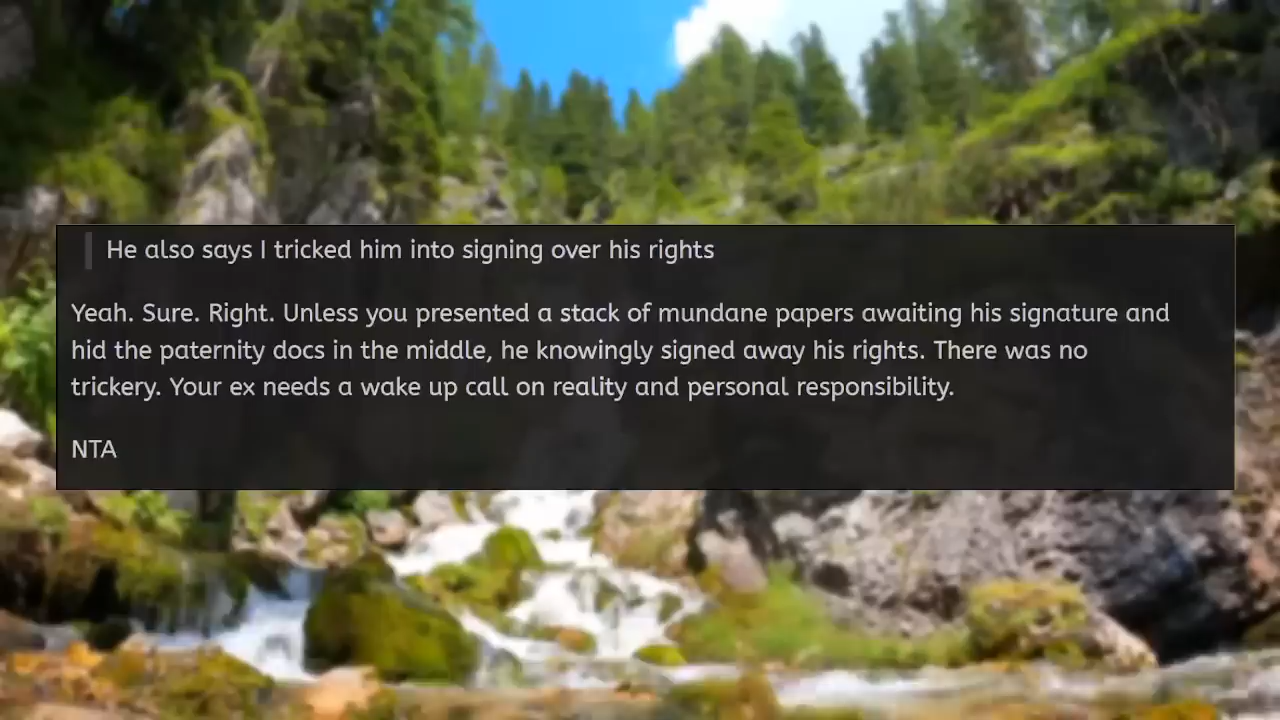 He also says I tricked him into signing over his rights
Yeah. Sure. Right. Unless you presented a stack of mundane papers awaiting his signature and
hid the paternity docs in the middle, he knowingly signed away his rights. There was no
trickery. Your ex needs a wake up call on reality and personal responsibility.
NTA